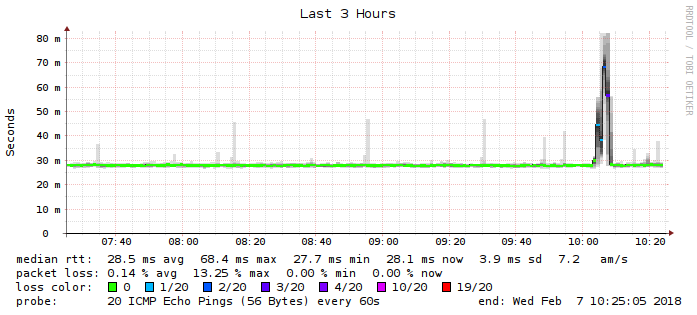 Last 3 Hours
RRDTOOL / TOBI OETIKER
Seconds
80 m
70 m
60 m
50 m
40 m
30 m
20 m
10 m
0
07:40 08:00 08:20 08:40 09:00 09:20 09:40 10:00 10:20
median rtt: 28.5 ms avg 68.4 ms max 27.7 ms min 28.1 ms now 3.9 ms sd 7.2 am/s
packet loss: 0.14 % avg 13.25 % max 0.00 % min 0.00 % now
loss color: 0 1/20 2/20 3/20 4/20 10/20 19/20
probe: 20 ICMP Echo Pings (56 Bytes) every 60s end: Wed Feb 7 10:25:05 2018